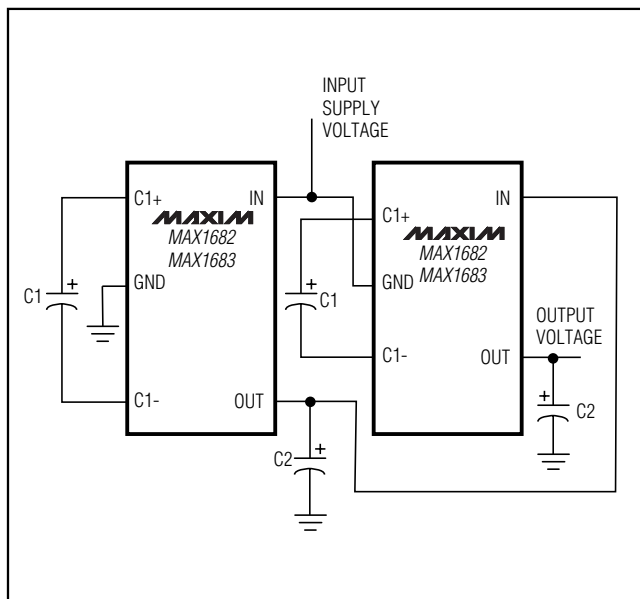 INPUT
SUPPLY
VOLTAGE
C1+
IN
MAXIM
MAX1682
MAX1683
GND
C1
+
C1-
OUT
C2
+
C1+
IN
MAXIM
MAX1682
MAX1683
GND
C1
+
C1-
OUT
OUTPUT
VOLTAGE
+
C2